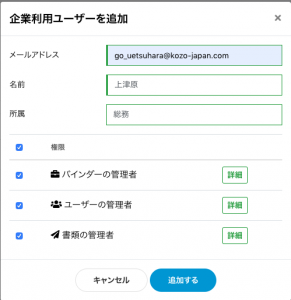 企業利用ユーザーを追加 ×
メールアドレス go_uetsuhara@kozo-japan.com
名前 上津原
所属 総務
権限
バインダーの管理者 詳細
ユーザーの管理者 詳細
書類の管理者 詳細
キャンセル 追加する